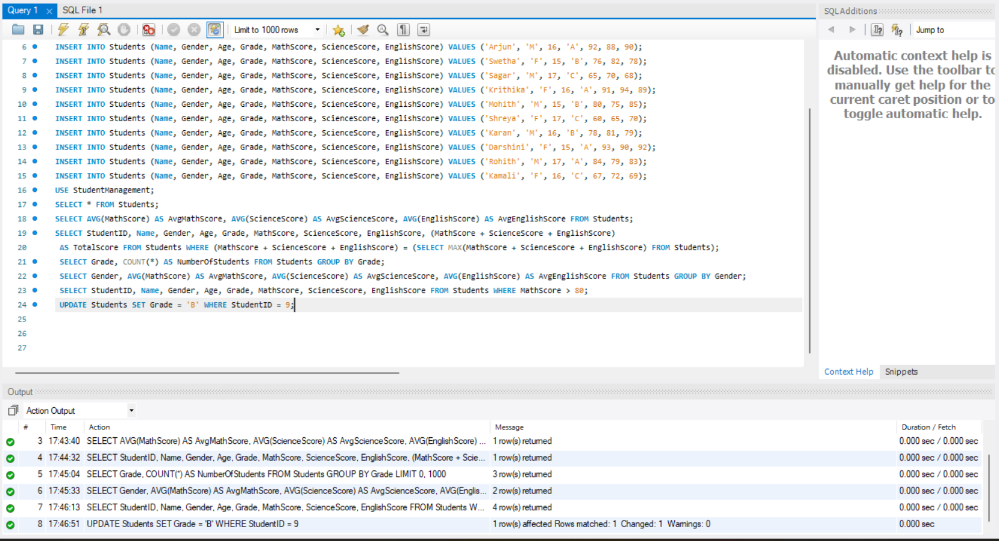 Query 1
SQL File 1
SQLAdditions
Limit to 1000 rows
Jump to
6 INSERT INTO Students (Name, Gender, Age, Grade, MathScore, ScienceScore, EnglishScore) VALUES ('Arjun', 'M', 16, 'A', 92, 88, 90);
7 INSERT INTO Students (Name, Gender, Age, Grade, MathScore, ScienceScore, EnglishScore) VALUES ('Swetha', 'F', 15, 'B', 76, 82, 78);
8 INSERT INTO Students (Name, Gender, Age, Grade, MathScore, ScienceScore, EnglishScore) VALUES ('Sagar', 'M', 17, 'C', 65, 70, 68);
9 INSERT INTO Students (Name, Gender, Age, Grade, MathScore, ScienceScore, EnglishScore) VALUES ('Krithika', 'F', 16, 'A', 91, 94, 89);
10 INSERT INTO Students (Name, Gender, Age, Grade, MathScore, ScienceScore, EnglishScore) VALUES ('Mohith', 'M', 15, 'B', 80, 75, 85);
11 INSERT INTO Students (Name, Gender, Age, Grade, MathScore, ScienceScore, EnglishScore) VALUES ('Shreya', 'F', 17, 'C', 60, 65, 70);
12 INSERT INTO Students (Name, Gender, Age, Grade, MathScore, ScienceScore, EnglishScore) VALUES ('Karan', 'M', 16, 'B', 78, 81, 79);
13 INSERT INTO Students (Name, Gender, Age, Grade, MathScore, ScienceScore, EnglishScore) VALUES ('Darshini', 'F', 15, 'A', 93, 90, 92);
14 INSERT INTO Students (Name, Gender, Age, Grade, MathScore, ScienceScore, EnglishScore) VALUES ('Rohith', 'M', 17, 'A', 84, 79, 83);
15 INSERT INTO Students (Name, Gender, Age, Grade, MathScore, ScienceScore, EnglishScore) VALUES ('Kamali', 'F', 16, 'C', 67, 72, 69);
16 USE StudentManagement;
17 SELECT * FROM Students;
18 SELECT AVG(MathScore) AS AvgMathScore, AVG(ScienceScore) AS AvgScienceScore, AVG(EnglishScore) AS AvgEnglishScore FROM Students;
19 SELECT StudentID, Name, Gender, Age, Grade, MathScore, ScienceScore, EnglishScore, (MathScore + ScienceScore + EnglishScore)
20 AS TotalScore FROM Students WHERE (MathScore + ScienceScore + EnglishScore) = (SELECT MAX(MathScore + ScienceScore + EnglishScore) FROM Students);
21 SELECT Grade, COUNT(*) AS NumberOfStudents FROM Students GROUP BY Grade;
22 SELECT Gender, AVG(MathScore) AS AvgMathScore, AVG(ScienceScore) AS AvgScienceScore, AVG(EnglishScore) AS AvgEnglishScore FROM Students GROUP BY Gender;
23 SELECT StudentID, Name, Gender, Age, Grade, MathScore, ScienceScore, EnglishScore FROM Students WHERE MathScore > 80;
24 UPDATE Students SET Grade = 'B' WHERE StudentID = 9;
25
26
27
Automatic context help is
disabled. Use the toolbar to
manually get help for the
current caret position or to
toggle automatic help.
Context Help
Snippets
Output
Action Output
# Time Action Message Duration / Fetch
3 17:43:40 SELECT AVG(MathScore) AS AvgMathScore, AVG(ScienceScore) AS AvgScienceScore, AVG(EnglishScore) ... 1 row(s) returned 0.000 sec / 0.000 sec
4 17:44:32 SELECT StudentID, Name, Gender, Age, Grade, MathScore, ScienceScore, EnglishScore, (MathScore + Scie... 1 row(s) returned 0.000 sec / 0.000 sec
5 17:45:04 SELECT Grade, COUNT(*) AS NumberOfStudents FROM Students GROUP BY Grade LIMIT 0, 1000 3 row(s) returned 0.000 sec / 0.000 sec
6 17:45:33 SELECT Gender, AVG(MathScore) AS AvgMathScore, AVG(ScienceScore) AS AvgScienceScore, AVG(Englis... 2 row(s) returned 0.000 sec / 0.000 sec
7 17:46:13 SELECT StudentID, Name, Gender, Age, Grade, MathScore, ScienceScore, EnglishScore FROM Students W... 4 row(s) returned 0.000 sec / 0.000 sec
8 17:46:51 UPDATE Students SET Grade = 'B' WHERE StudentID = 9 1 row(s) affected Rows matched: 1 Changed: 1 Warnings: 0 0.000 sec